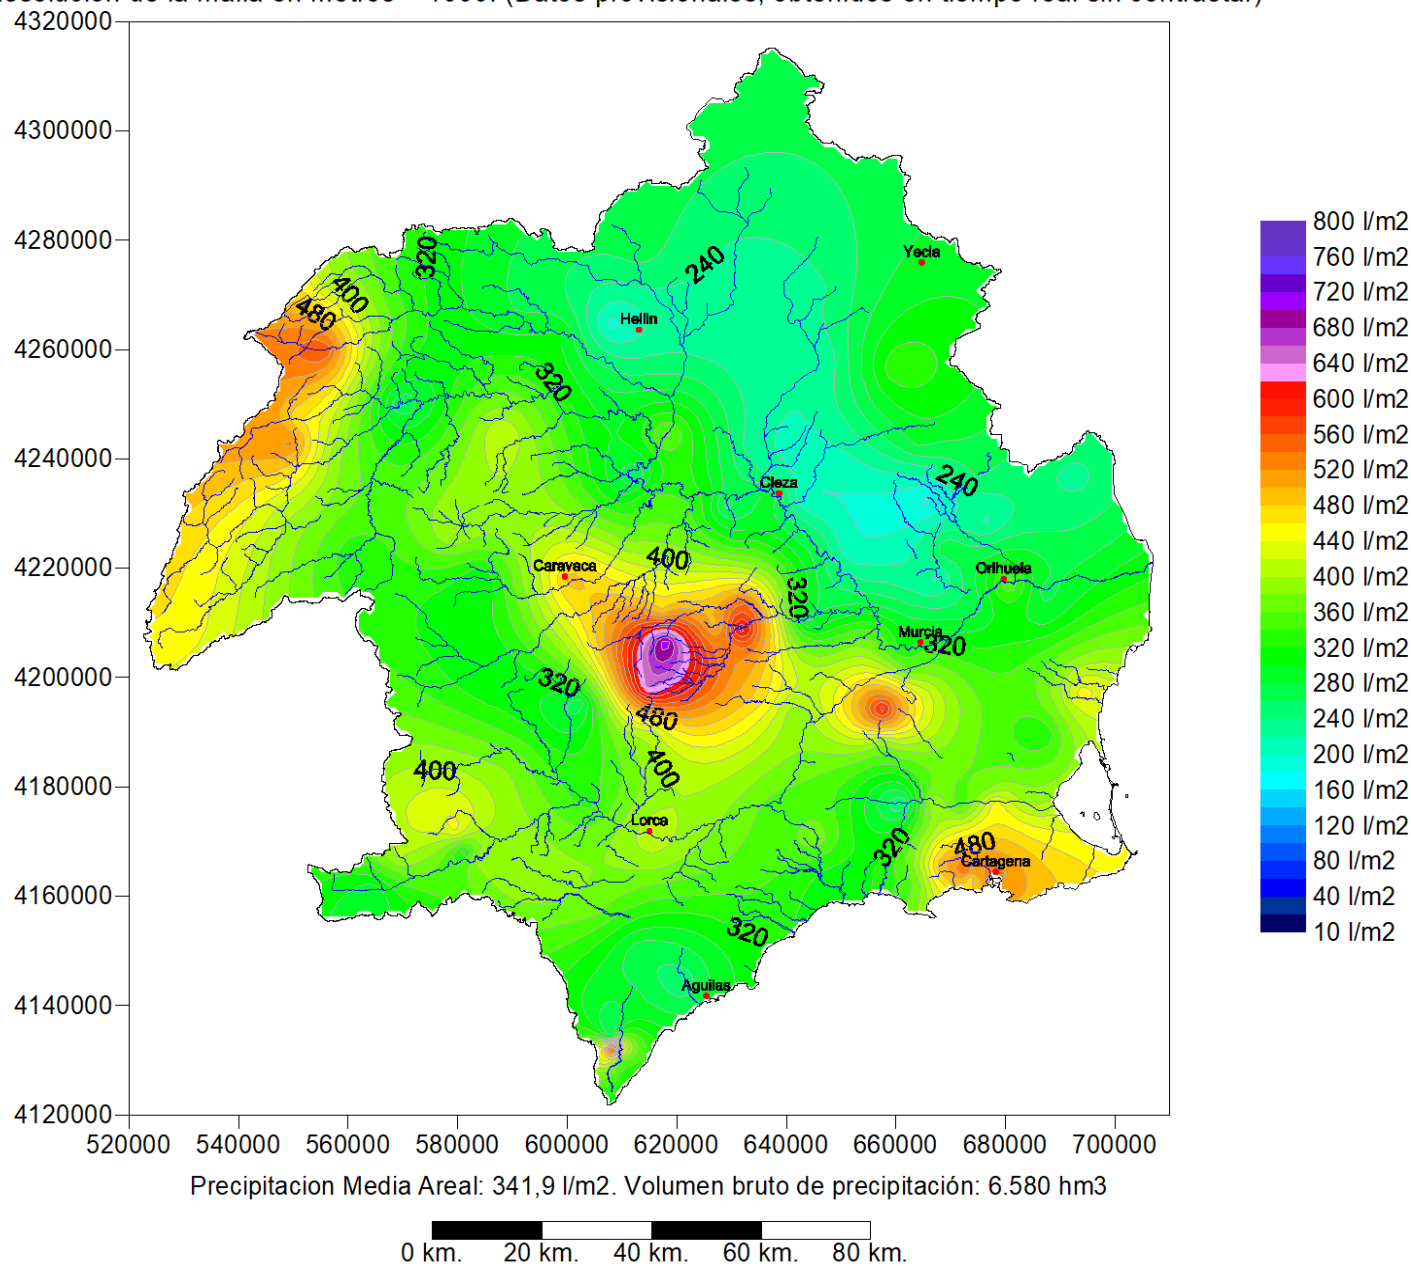 4320000
4300000
4280000
4260000
4240000
4220000
4200000
4180000
4160000
4140000
4120000
520000 540000 560000 580000 600000 620000 640000 660000 680000 700000
320
240
Yecla
400
480
Hellin
320
Cieza
240
400
Caravaca
320
Orihuela
Murcia
320
320
480
400
400
Lorca
320
480
Cartagena
320
Aguilas
800 l/m2
760 l/m2
720 l/m2
680 l/m2
640 l/m2
600 l/m2
560 l/m2
520 l/m2
480 l/m2
440 l/m2
400 l/m2
360 l/m2
320 l/m2
280 l/m2
240 l/m2
200 l/m2
160 l/m2
120 l/m2
80 l/m2
40 l/m2
10 l/m2
Precipitacion Media Areal: 341,9 l/m2. Volumen bruto de precipitación: 6.580 hm3
0 km. 20 km. 40 km. 60 km. 80 km.